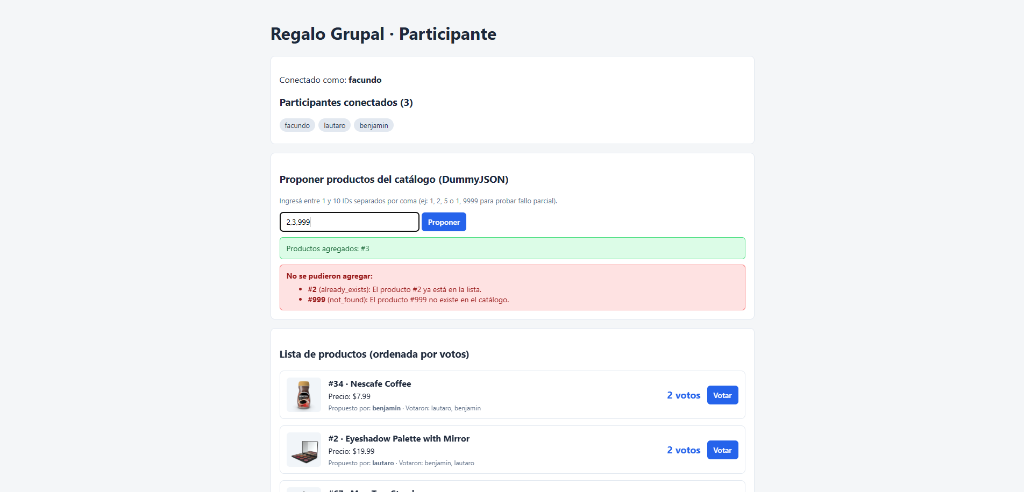 Regalo Grupal · Participante
Conectado como: facundo
Participantes conectados (3)
facundo lautaro benjamin
Proponer productos del catálogo (DummyJSON)
Ingresá entre 1 y 10 IDs separados por coma (ej: 1, 2, 3 o 1, 9999 para probar fallo parcial).
2,3,999 Proponer
Productos agregados: #3
No se pudieron agregar:
#2 (already_exists): El producto #2 ya está en la lista.
#999 (not_found): El producto #999 no existe en el catálogo.
Lista de productos (ordenada por votos)
#34 · Nescafe Coffee
Precio: $7.99
Propuesto por: benjamin · Votaron: lautaro, benjamin
2 votos Votar
#2 · Eyeshadow Palette with Mirror
Precio: $19.99
Propuesto por: lautaro · Votaron: benjamin, lautaro
2 votos Votar